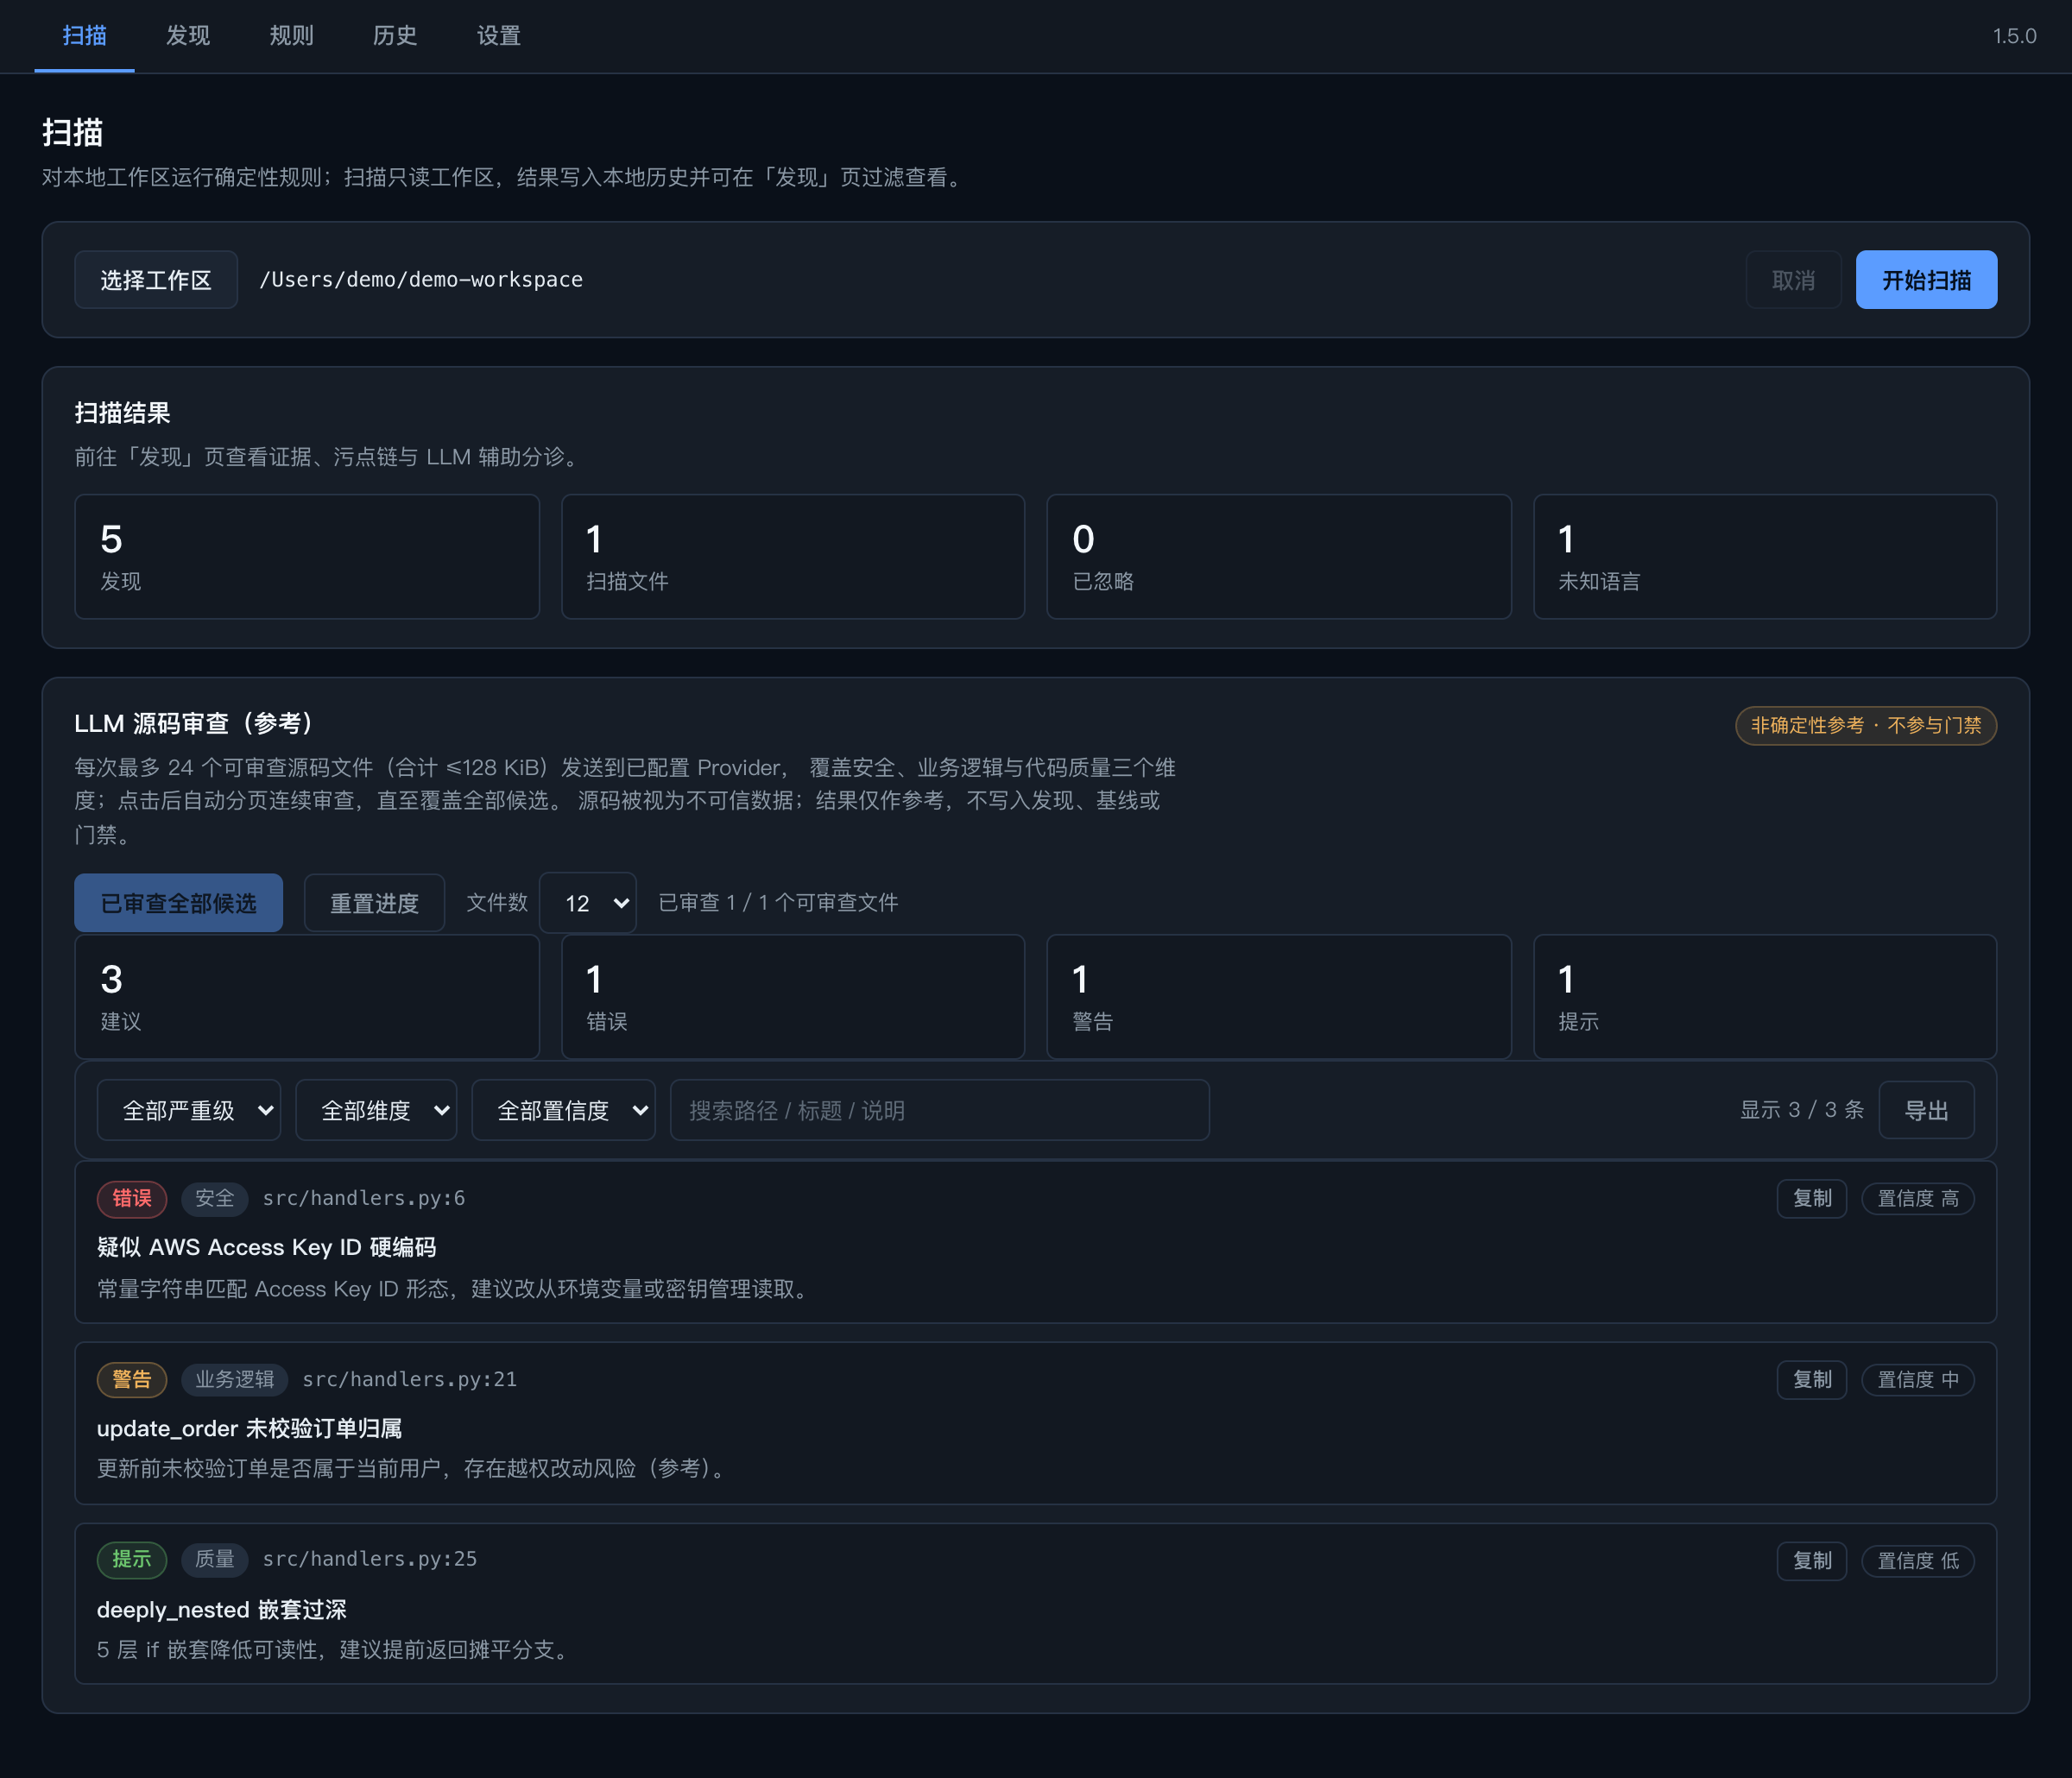 扫描 发现 规则 历史 设置 1.5.0
扫描
对本地工作区运行确定性规则；扫描只读工作区，结果写入本地历史并可在「发现」页过滤查看。
选择工作区 /Users/demo/demo-workspace 取消 开始扫描
扫描结果
前往「发现」页查看证据、污点链与 LLM 辅助分诊。
5 1 0 1
发现 扫描文件 已忽略 未知语言
LLM 源码审查（参考） 非确定性参考 · 不参与门禁
每次最多 24 个可审查源码文件（合计 ≤128 KiB）发送到已配置 Provider， 覆盖安全、业务逻辑与代码质量三个维
度；点击后自动分页连续审查，直至覆盖全部候选。 源码被视为不可信数据；结果仅作参考，不写入发现、基线或
门禁。
已审查全部候选 重置进度 文件数 12 已审查 1 / 1 个可审查文件
3 1 1 1
建议 错误 警告 提示
全部严重级 全部维度 全部置信度 搜索路径 / 标题 / 说明 显示 3 / 3 条 导出
错误 安全 src/handlers.py:6 复制 置信度 高
疑似 AWS Access Key ID 硬编码
常量字符串匹配 Access Key ID 形态，建议改从环境变量或密钥管理读取。
警告 业务逻辑 src/handlers.py:21 复制 置信度 中
update_order 未校验订单归属
更新前未校验订单是否属于当前用户，存在越权改动风险（参考）。
提示 质量 src/handlers.py:25 复制 置信度 低
deeply_nested 嵌套过深
5 层 if 嵌套降低可读性，建议提前返回摊平分支。